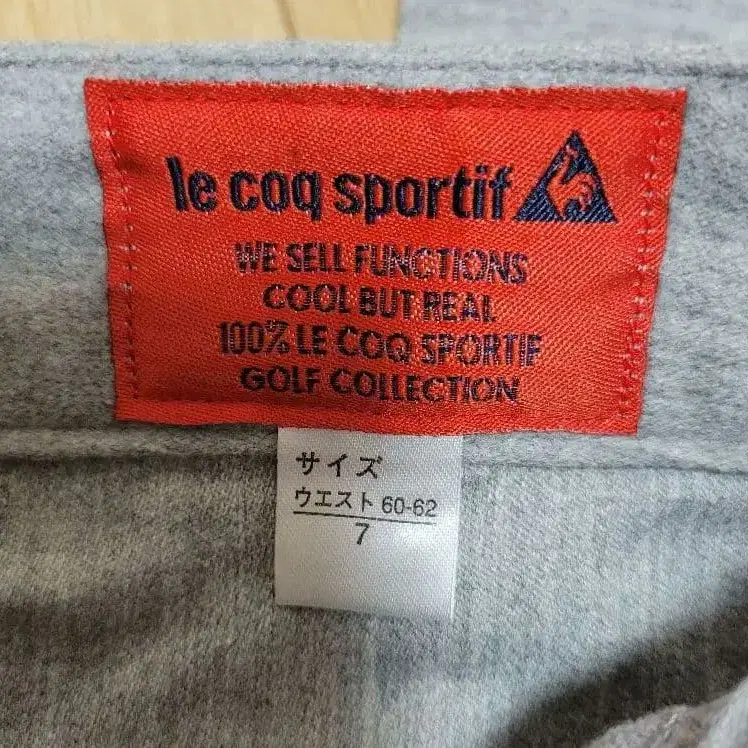 le coq sportif
WE SELL FUNCTIONS
COOL BUT REAL
100% LE COQ SPORTIF
GOLF COLLECTION
サイズ
ウエスト 60-62
7